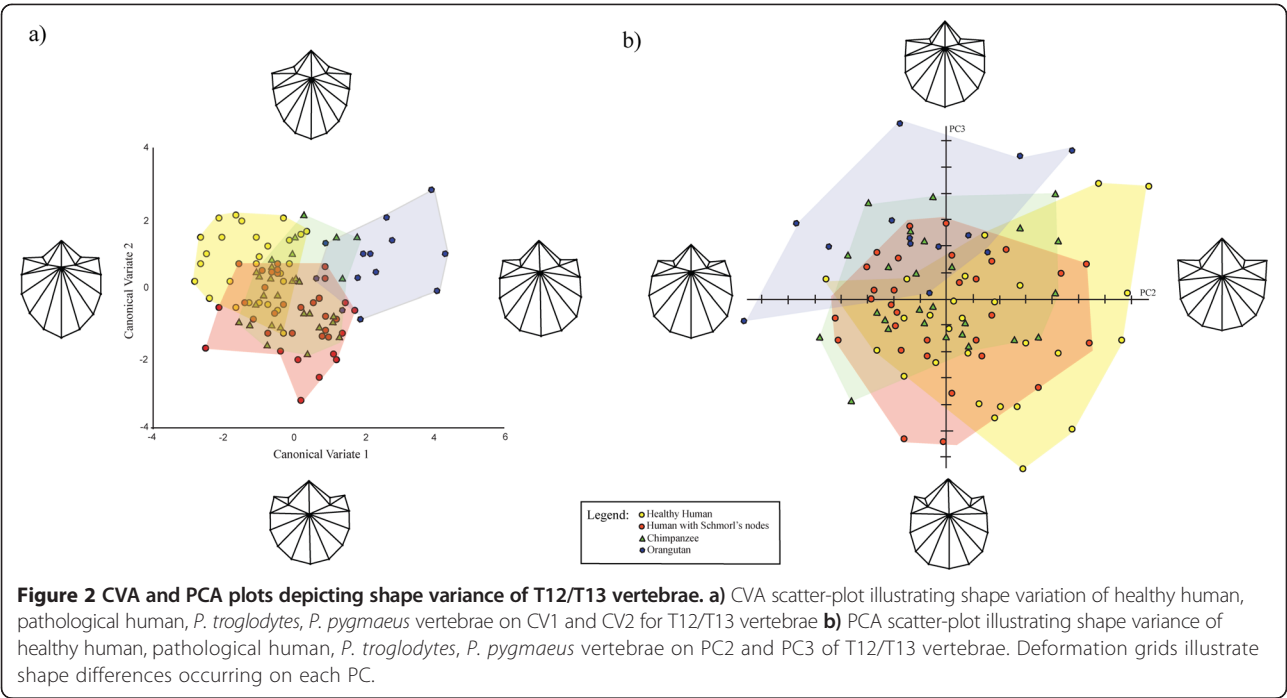 a)
b)
4
2
0
-2
-4
Canonical Variate 2
-4
-2
0
2
4
6
Canonical Variate 1
PC3
PC2
Legend:
Healthy Human
Human with Schmorl's nodes
Chimpanzee
Orangutan
Figure 2 CVA and PCA plots depicting shape variance of T12/T13 vertebrae. a) CVA scatter-plot illustrating shape variation of healthy human,
pathological human, P. troglodytes, P. pygmaeus vertebrae on CV1 and CV2 for T12/T13 vertebrae b) PCA scatter-plot illustrating shape variance of
healthy human, pathological human, P. troglodytes, P. pygmaeus vertebrae on PC2 and PC3 of T12/T13 vertebrae. Deformation grids illustrate
shape differences occurring on each PC.